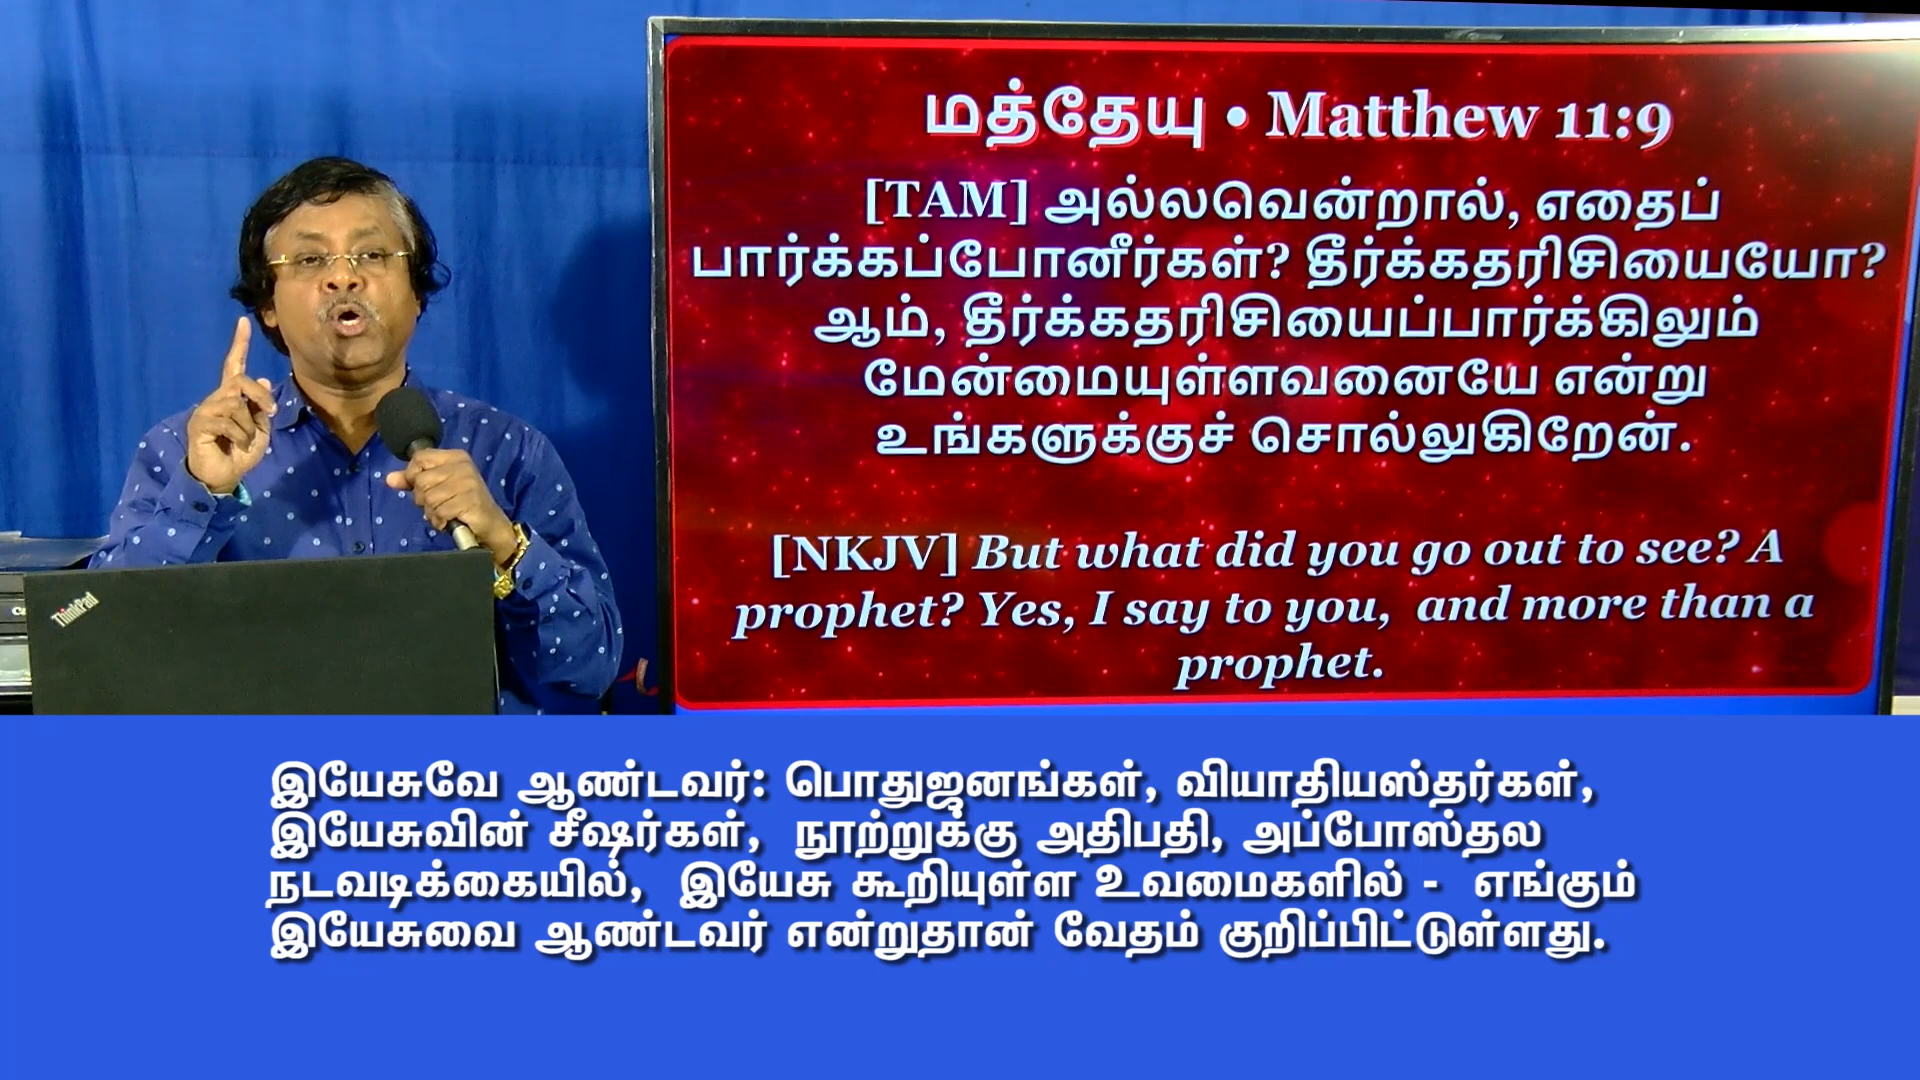 மத்தேயு • Matthew 11:9
[TAM] அல்லவென்றால், எதைப்
பார்க்கப்போனீர்கள்? தீர்க்கதரிசியையோ?
ஆம், தீர்க்கதரிசியைப்பார்க்கிலும்
மேன்மையுள்ளவனையே என்று
உங்களுக்குச் சொல்லுகிறேன்.
[NKJV] But what did you go out to see? A
prophet? Yes, I say to you, and more than a
prophet.
ThinkPad
இயேசுவே ஆண்டவர்: பொதுஜனங்கள், வியாதியஸ்தர்கள்,
இயேசுவின் சீஷர்கள், நூற்றுக்கு அதிபதி, அப்போஸ்தல
நடவடிக்கையில், இயேசு கூறியுள்ள உவமைகளில் - எங்கும்
இயேசுவை ஆண்டவர் என்றுதான் வேதம் குறிப்பிட்டுள்ளது.